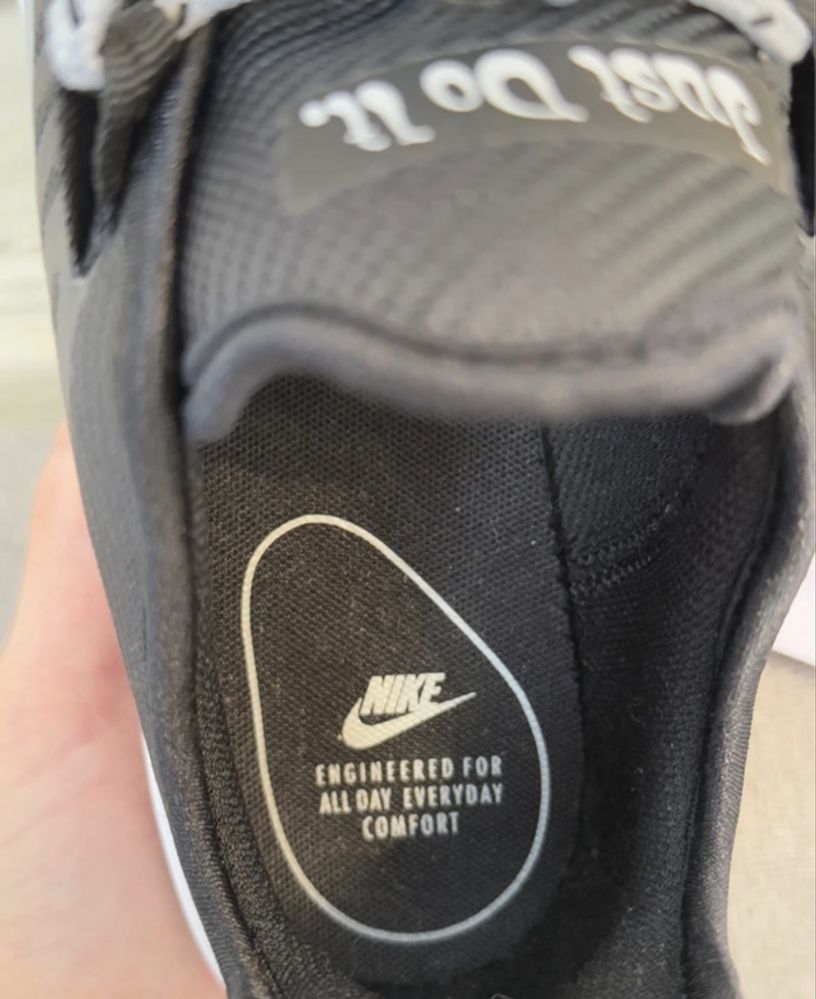 Just Do It.
NIKE
ENGINEERED FOR
ALL DAY EVERYDAY
COMFORT